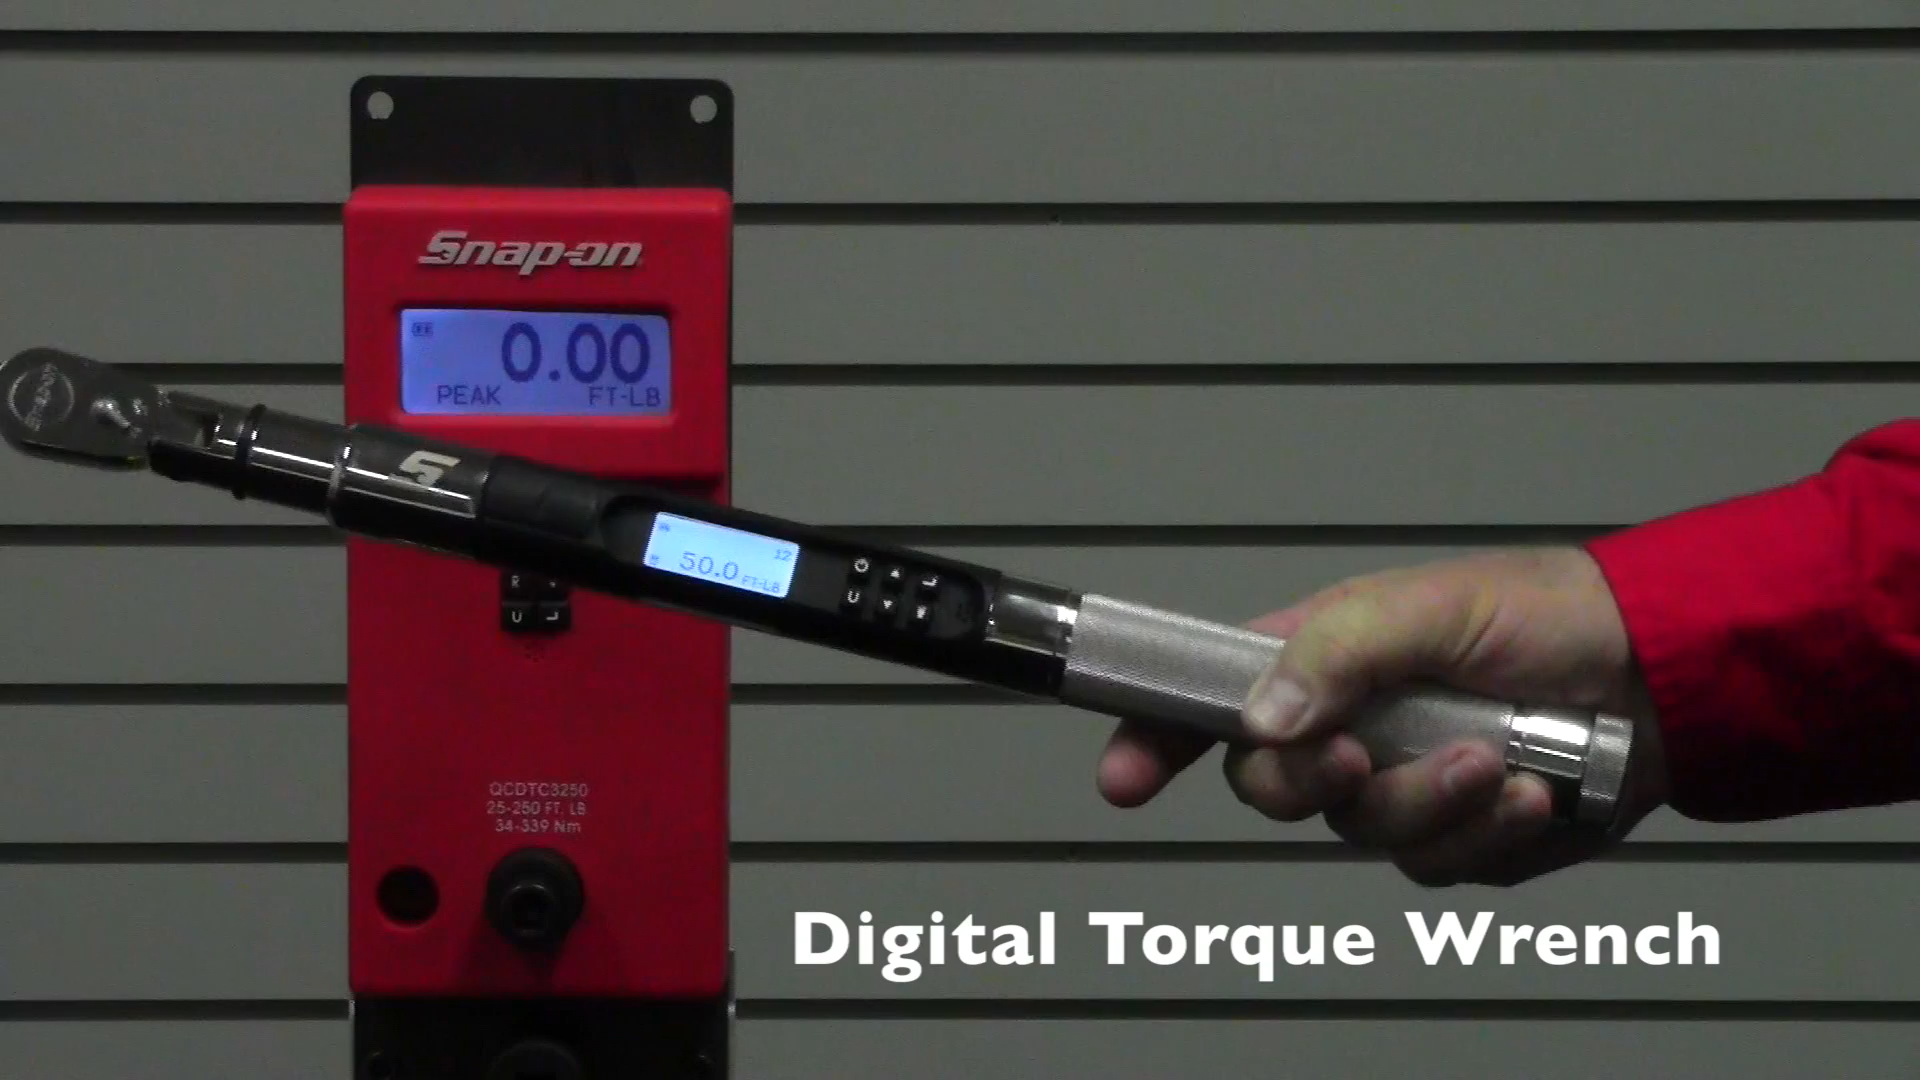 Snap-on
0.00
PEAK FT-LB
S
12
50.0 FT-LB
R
U
U
QCDTC3250
25-250 FT. LB
34-339 Nm
Digital Torque Wrench